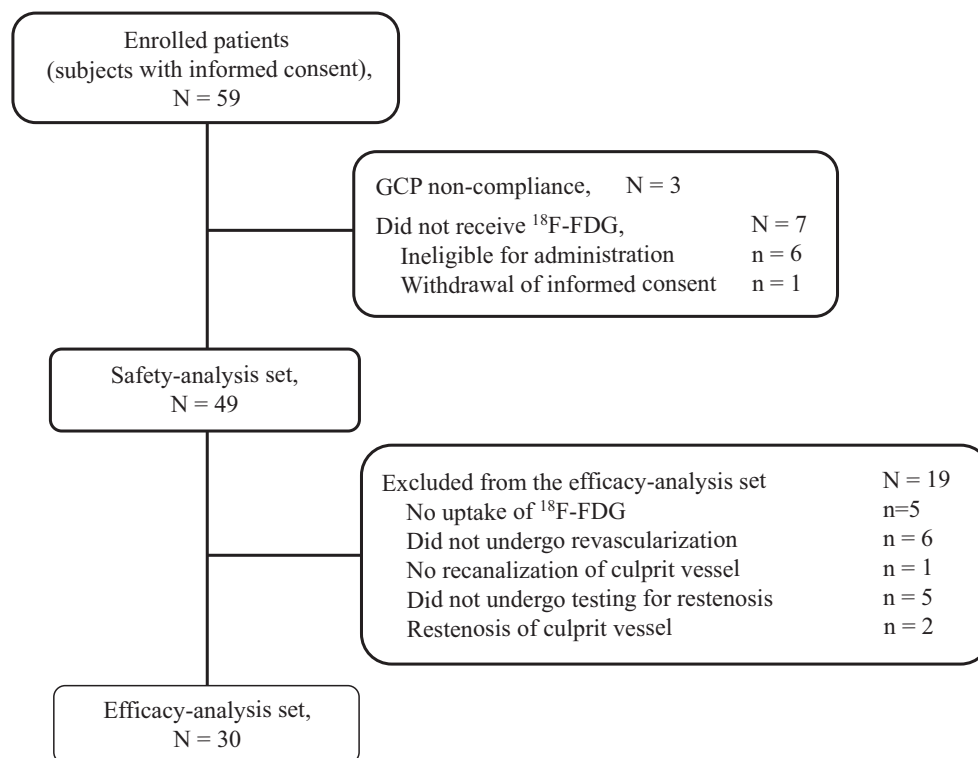 Enrolled patients
(subjects with informed consent),
N = 59
GCP non-compliance, N = 3
Did not receive ¹⁸F-FDG, N = 7
Ineligible for administration n = 6
Withdrawal of informed consent n = 1
Safety-analysis set,
N = 49
Excluded from the efficacy-analysis set N = 19
No uptake of ¹⁸F-FDG n=5
Did not undergo revascularization n = 6
No recanalization of culprit vessel n = 1
Did not undergo testing for restenosis n = 5
Restenosis of culprit vessel n = 2
Efficacy-analysis set,
N = 30